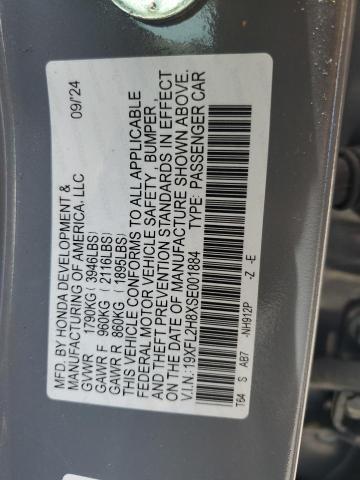 MFD. BY HONDA DEVELOPMENT & 09/'24
MANUFACTURING OF AMERICA, LLC
GVWR 1790KG (3946LBS)
GAWR F 960KG (2116LBS)
GAWR R 860KG (1895LBS)
THIS VEHICLE CONFORMS TO ALL APPLICABLE
FEDERAL MOTOR VEHICLE SAFETY, BUMPER,
AND THEFT PREVENTION STANDARDS IN EFFECT
ON THE DATE OF MANUFACTURE SHOWN ABOVE.
V.I.N.: 19XFL2H8XSE001884 TYPE: PASSENGER CAR
T64 S AB7 -NH912P -Z -E